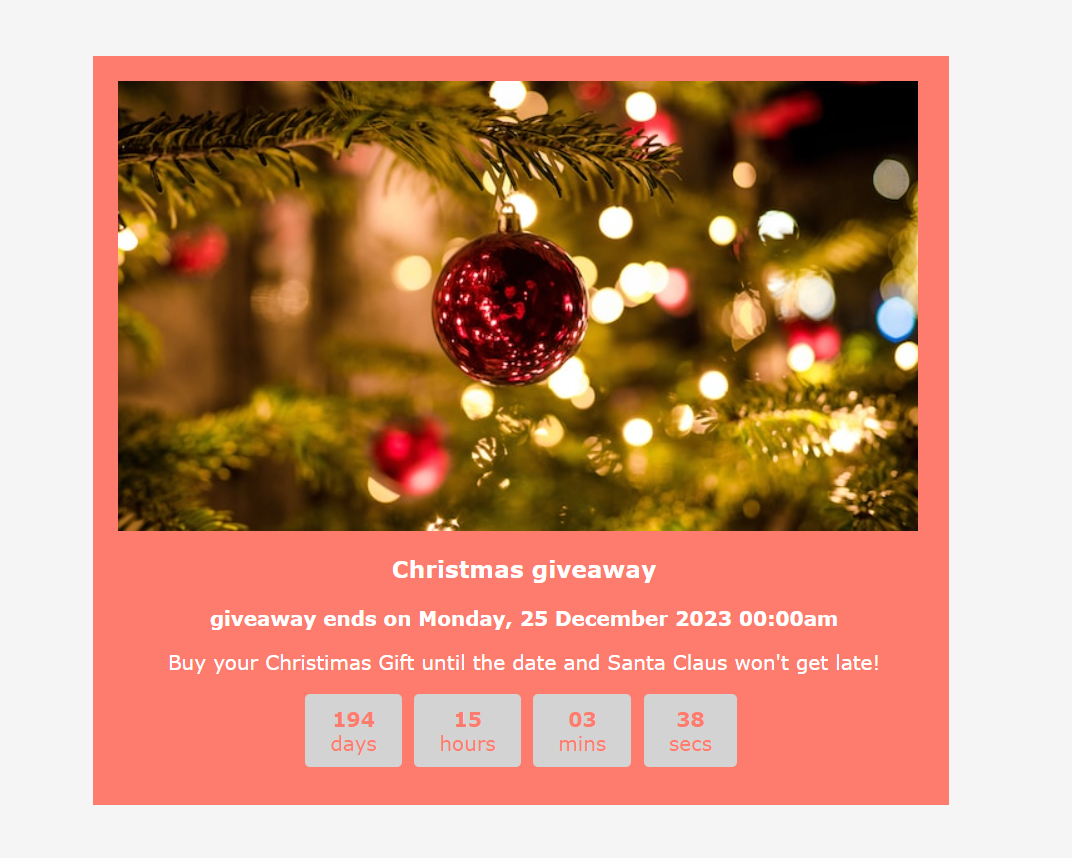 Christmas giveaway
giveaway ends on Monday, 25 December 2023 00:00am
Buy your Christimas Gift until the date and Santa Claus won't get late!
194 15 03 38
days hours mins secs